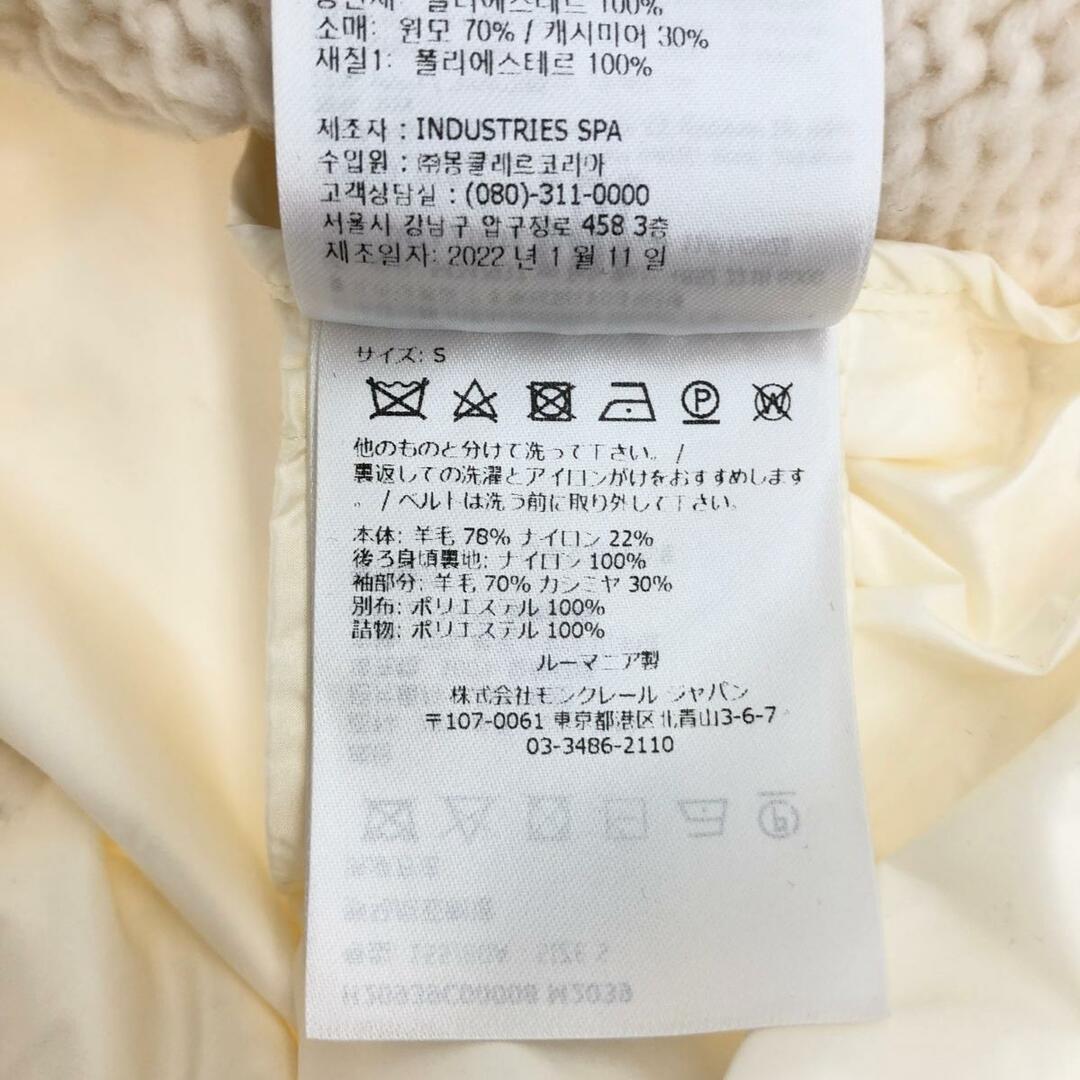 충전재: 폴리에스테르 100%
소매: 원모 70% / 캐시미어 30%
재질1: 폴리에스테르 100%
제조자 : INDUSTRIES SPA
수입원 : ㈜몽클레르코리아
고객상담실 : (080)-311-0000
서울시 강남구 압구정로 458 3층
제조일자: 2022 년 1 월 11 일
サイズ: S
P
W
他のものと分けて洗って下さい。 /
裏返しての洗濯とアイロンがけをおすすめします
。 / ベルトは洗う前に取り外して下さい。
本体: 羊毛 78% ナイロン 22%
後ろ身頃裏地: ナイロン 100%
袖部分: 羊毛 70% カシミヤ 30%
別布: ポリエステル 100%
詰物: ポリエステル 100%
ルーマニア製
株式会社モンクレール ジャパン
〒107-0061 東京都港区北青山3-6-7
03-3486-2110